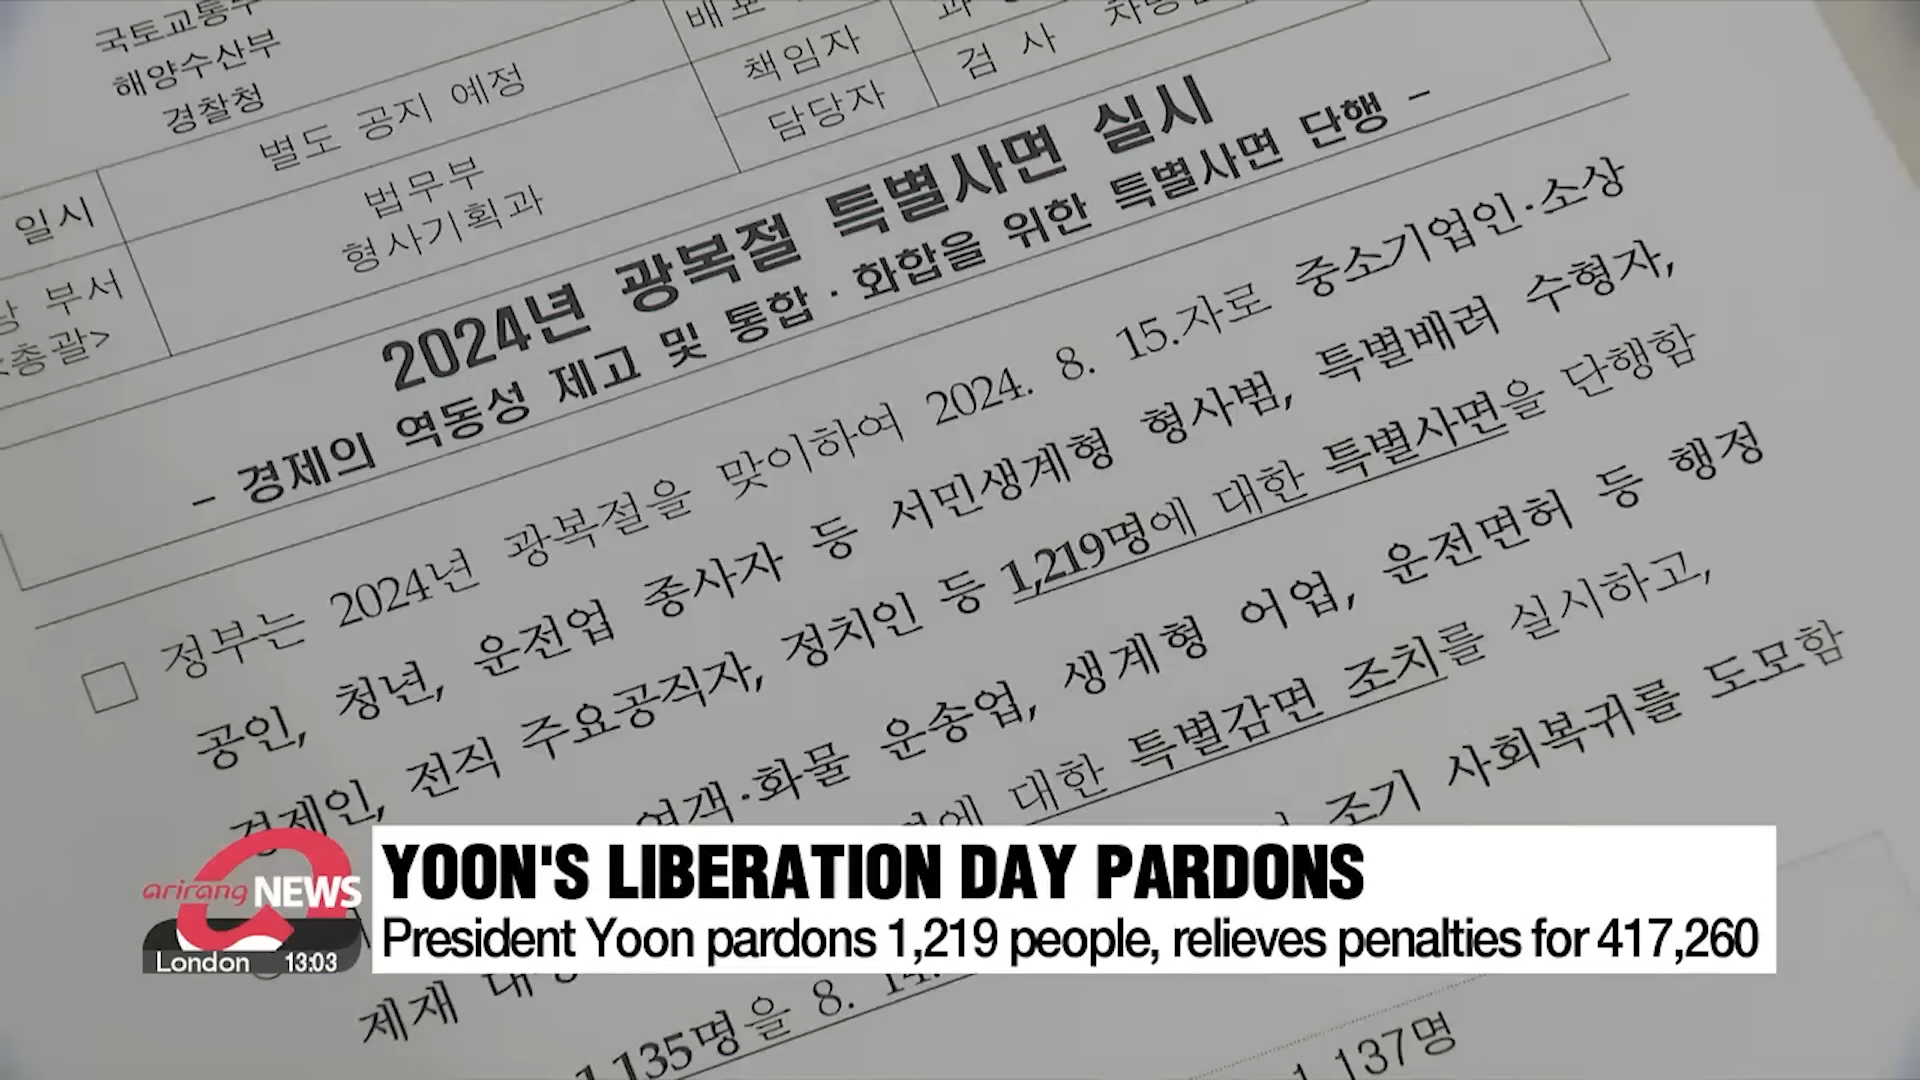 국토교통부
해양수산부
경찰청
배포
책임자
검 사
담당자
일시
별도 공지 예정
부서
총괄>
법무부
형사기획과
2024년 광복절 특별사면 실시
- 경제의 역동성 제고 및 통합·화합을 위한 특별사면 단행 -
□ 정부는 2024년 광복절을 맞이하여 2024. 8. 15.자로 중소기업인·소상
공인, 청년, 운전업 종사자 등 서민생계형 형사범, 특별배려 수형자,
경제인, 전직 주요공직자, 정치인 등 1,219명에 대한 특별사면을 단행함
여객·화물 운송업, 생계형 어업, 운전면허 등 행정
제재
에 대한 특별감면 조치를 실시하고,
1,135명을 8. 14.
조기 사회복귀를 도모함
1,137명
arirang NEWS
London 13:03
YOON'S LIBERATION DAY PARDONS
President Yoon pardons 1,219 people, relieves penalties for 417,260